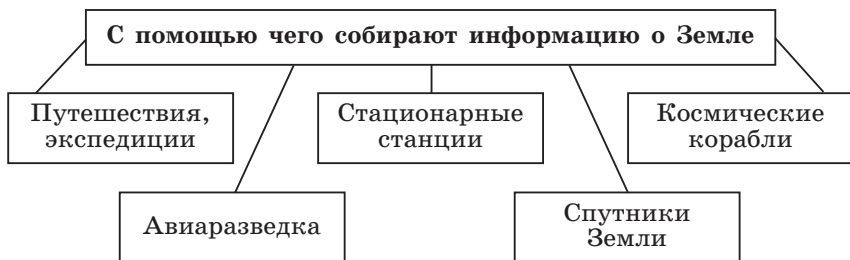 С помощью чего собирают информацию о Земле
Путешествия,
экспедиции
Стационарные
станции
Космические
корабли
Авиаразведка
Спутники
Земли